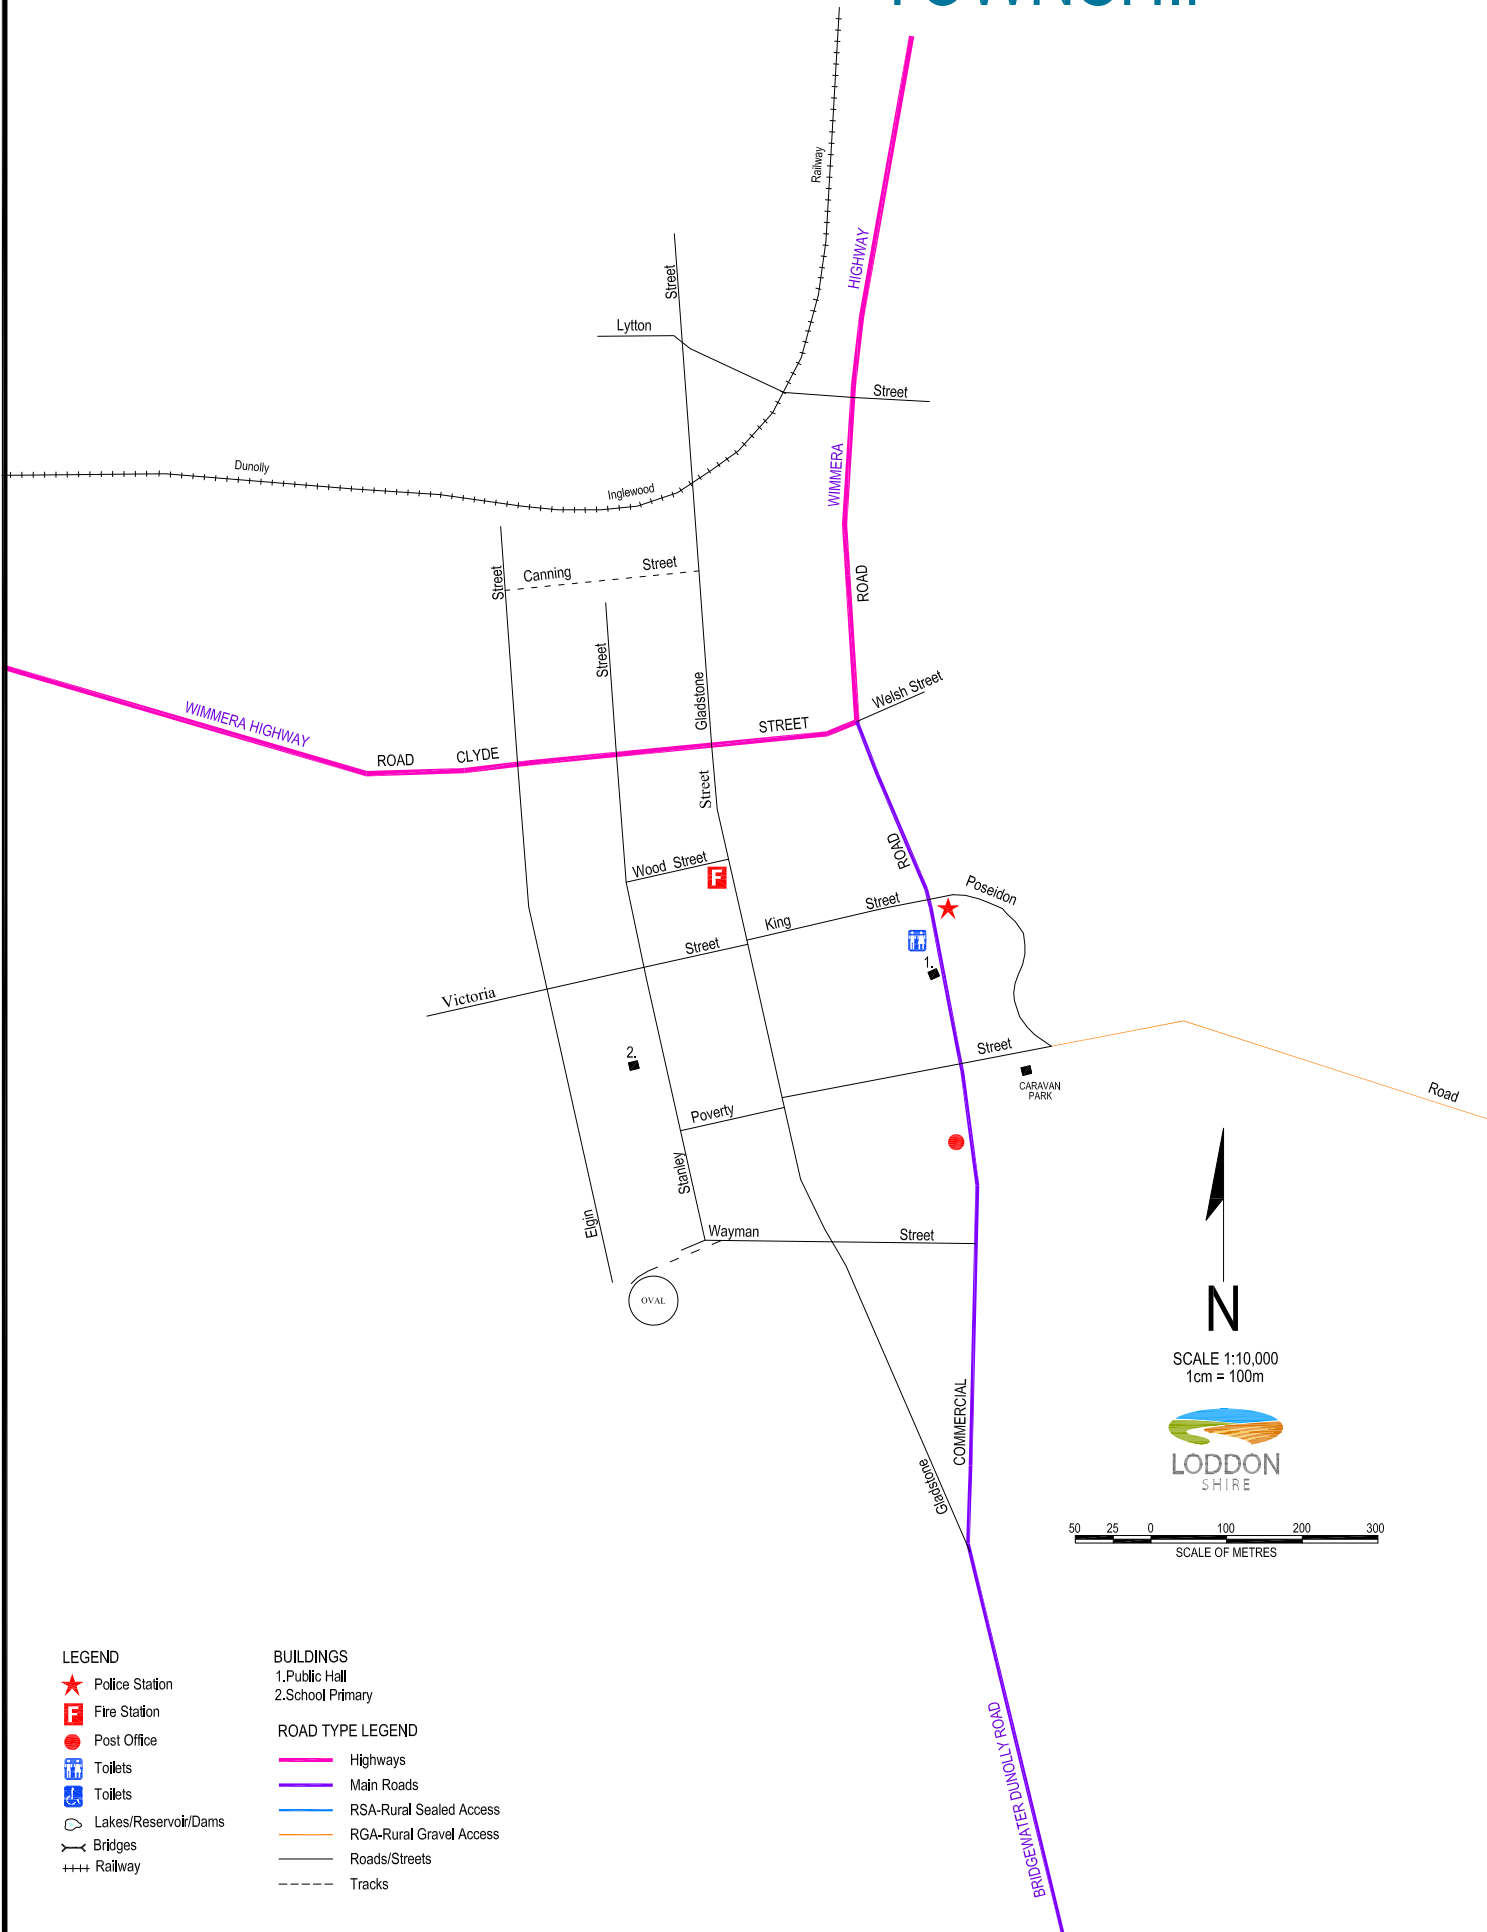 Railway
HIGHWAY
Street
Lytton
Street
WIMMERA
Dunolly
Inglewood
ROAD
Street
Canning
Street
Street
Gladstone
Welsh Street
WIMMERA HIGHWAY
ROAD
CLYDE
STREET
Street
ROAD
Wood Street
F
Poseidon
Street
King
Street
Victoria
1.
2.
Street
CARAVAN
PARK
Road
Poverty
Stanley
Elgin
Wayman
Street
OVAL
N
SCALE 1:10,000
1cm = 100m
COMMERCIAL
Gladstone
LODDON
SHIRE
50 25 0 100 200 300
SCALE OF METRES
BRIDGEWATER DUNOLLY ROAD
LEGEND
Police Station
F Fire Station
Post Office
Toilets
Toilets
Lakes/Reservoir/Dams
Bridges
Railway
BUILDINGS
1.Public Hall
2.School Primary
ROAD TYPE LEGEND
Highways
Main Roads
RSA-Rural Sealed Access
RGA-Rural Gravel Access
Roads/Streets
Tracks